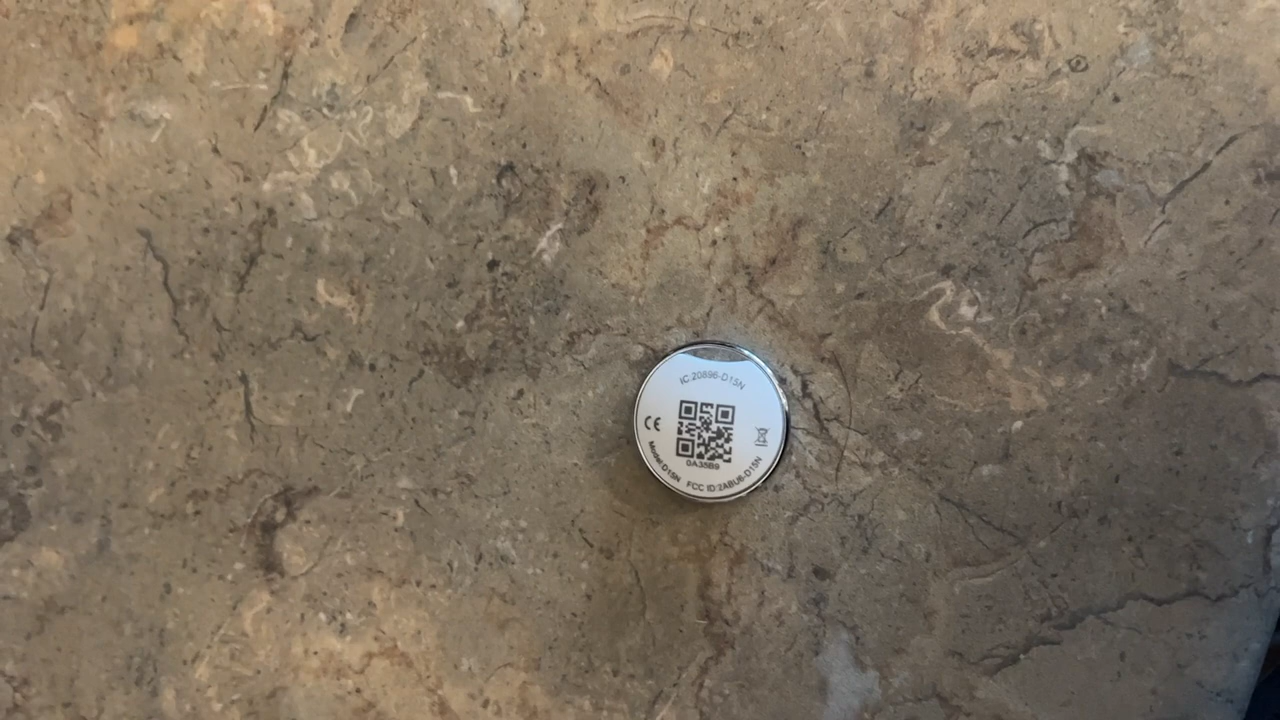 IC:20896-D15N
CE
0A35B9
Model:D15N
FCC ID:2ABU6-D15N